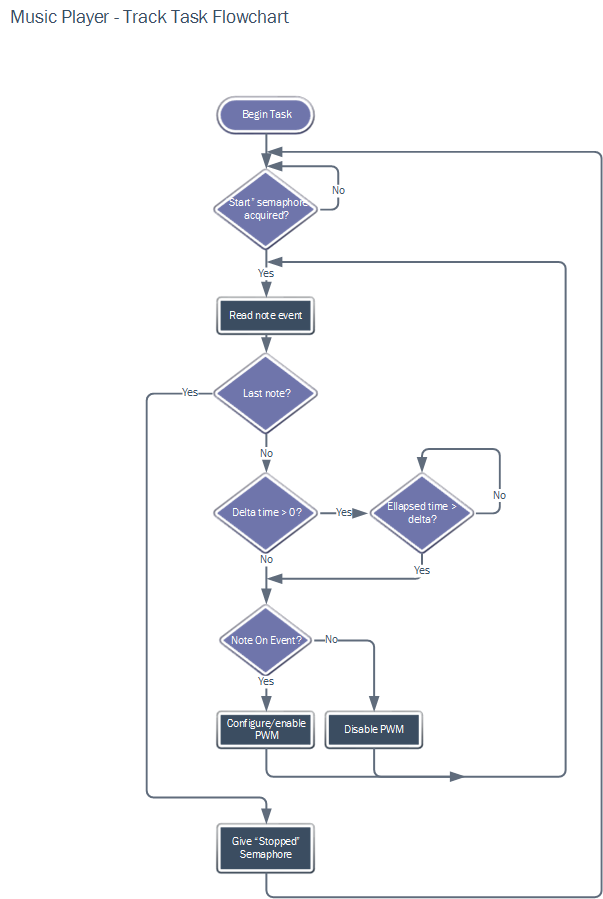 Music Player - Track Task Flowchart
Begin Task
No
Start" semaphore
acquired?
Yes
Read note event
Yes
Last note?
No
No
Delta time > 0?
Yes
Ellapsed time >
delta?
No
Yes
Note On Event?
No
Yes
Configure/enable
PWM
Disable PWM
Give “Stopped”
Semaphore